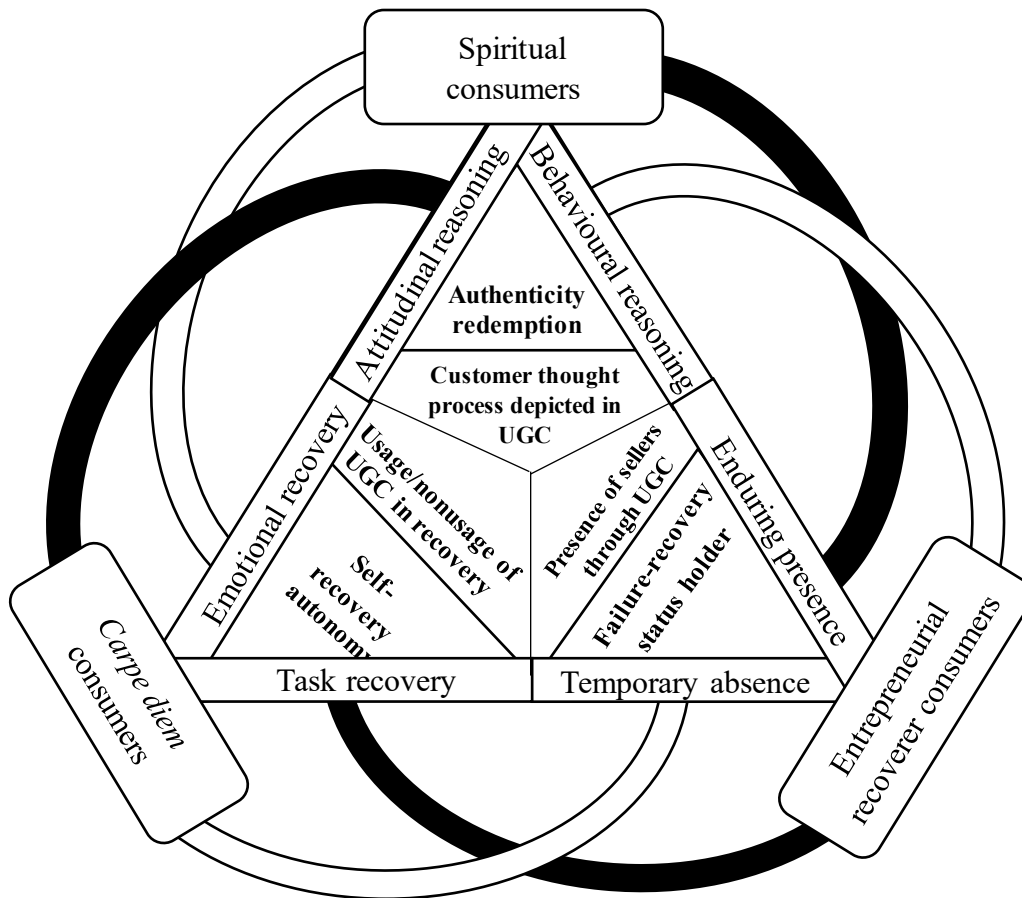 Spiritual
consumers
Attitudinal reasoning
Behavioural reasoning
Authenticity
redemption
Customer thought
process depicted in
UGC
Emotional recovery
Usage/nonusage of
UGC in recovery
Presence of sellers
through UGC
Enduring presence
Self-
recovery
autonomy
Failure-recovery
status holder
Carpe diem
consumers
Task recovery
Temporary absence
Entrepreneurial
recoverer consumers